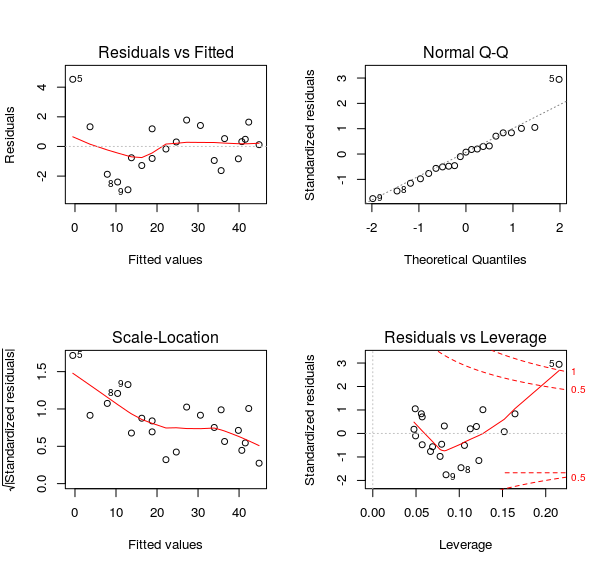 Residuals vs Fitted
Residuals
4
2
0
-2
5
8
9
0 10 20 30 40
Fitted values
Normal Q-Q
Standardized residuals
3
2
1
0
-1
5
8
9
-2 -1 0 1 2
Theoretical Quantiles
Scale-Location
√|Standardized residuals|
1.5
1.0
0.5
0.0
5
9
8
0 10 20 30 40
Fitted values
Residuals vs Leverage
Standardized residuals
3
2
1
0
-1
-2
5
1
0.5
0.5
8
9
0.00 0.05 0.10 0.15 0.20
Leverage